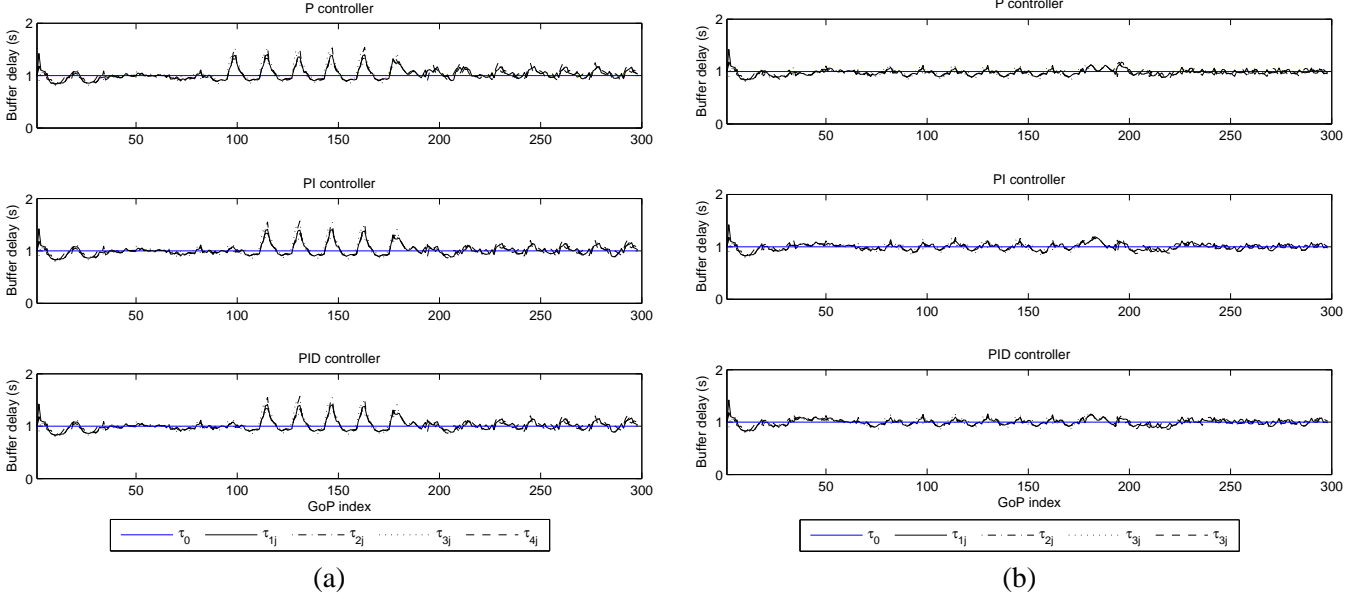 P controller
2
1
0
Buffer delay (s)
50 100 150 200 250 300
PI controller
2
1
0
Buffer delay (s)
50 100 150 200 250 300
PID controller
2
1
0
Buffer delay (s)
50 100 150 200 250 300
GoP index
τ0 τ1j τ2j τ3j τ4j
(a)
P controller
2
1
0
Buffer delay (s)
50 100 150 200 250 300
PI controller
2
1
0
Buffer delay (s)
50 100 150 200 250 300
PID controller
2
1
0
Buffer delay (s)
50 100 150 200 250 300
GoP index
τ0 τ1j τ2j τ3j τ3j
(b)